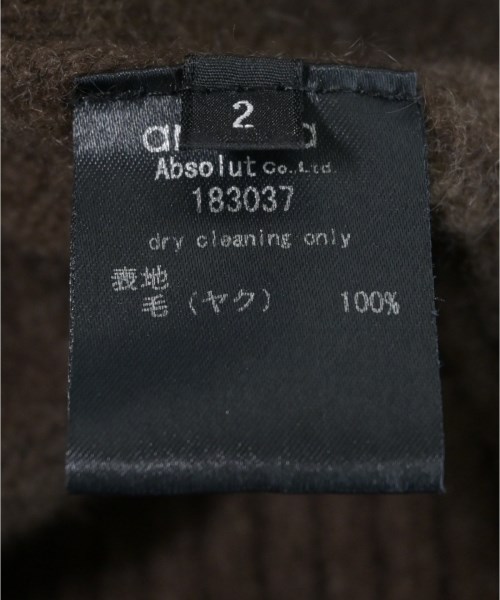 2
Absolut Co.,Ltd.
183037
dry cleaning only
表地
毛（ヤク） 100%